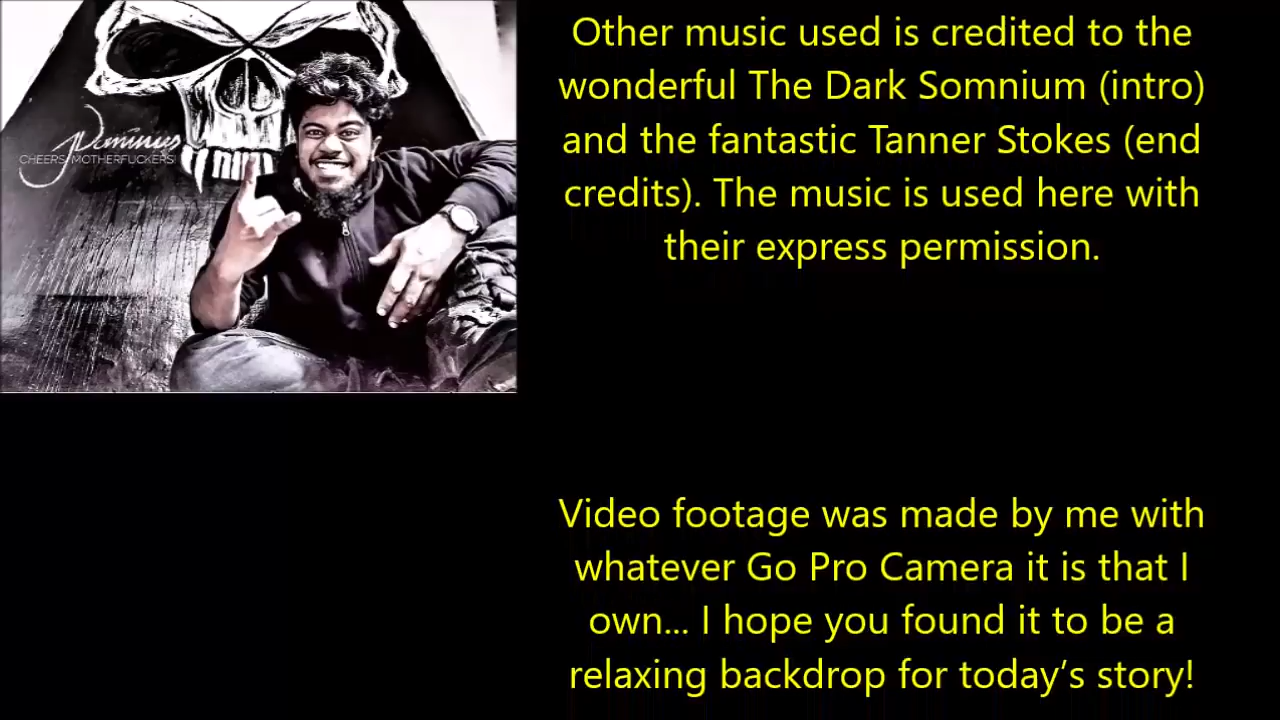 Dominus
CHEERS MOTHERFUCKERS!
Other music used is credited to the
wonderful The Dark Somnium (intro)
and the fantastic Tanner Stokes (end
credits). The music is used here with
their express permission.
Video footage was made by me with
whatever Go Pro Camera it is that I
own... I hope you found it to be a
relaxing backdrop for today’s story!